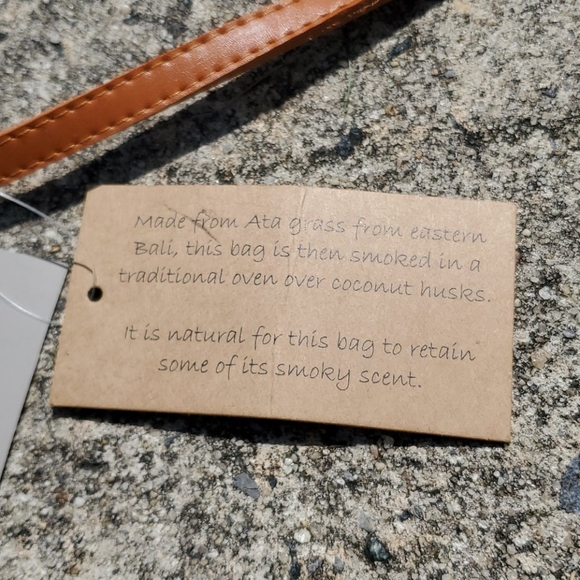 Made from Ata grass from eastern
Bali, this bag is then smoked in a
traditional oven over coconut husks.
It is natural for this bag to retain
some of its smoky scent.